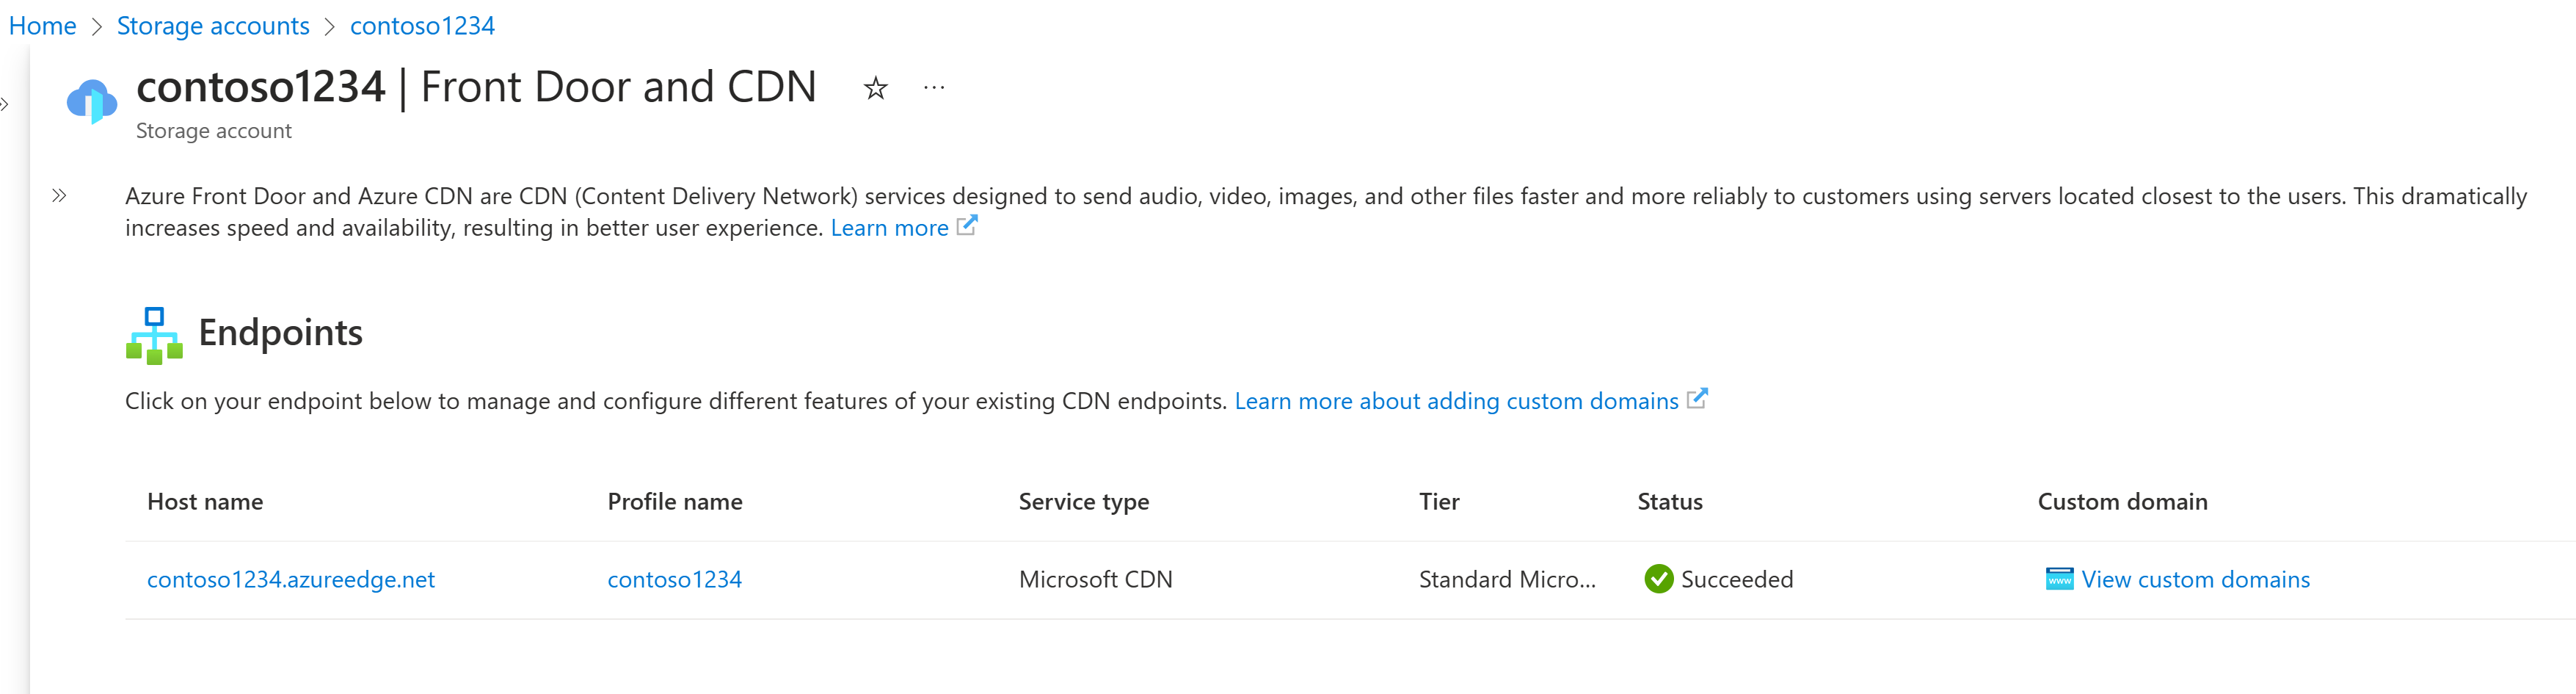 Home > Storage accounts > contoso1234
contoso1234 | Front Door and CDN ...
Storage account
Azure Front Door and Azure CDN are CDN (Content Delivery Network) services designed to send audio, video, images, and other files faster and more reliably to customers using servers located closest to the users. This dramatically
increases speed and availability, resulting in better user experience. Learn more
Endpoints
Click on your endpoint below to manage and configure different features of your existing CDN endpoints. Learn more about adding custom domains
Host name Profile name Service type Tier Status Custom domain
contoso1234.azureedge.net contoso1234 Microsoft CDN Standard Micro... Succeeded www View custom domains